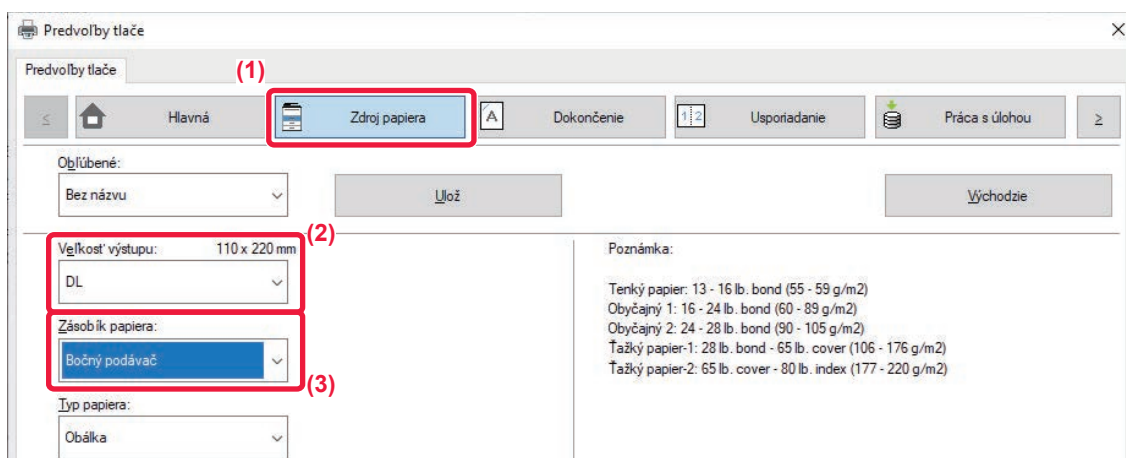 Predvoľby tlače
Predvoľby tlače
(1)
<
Hlavná
Zdroj papiera
A
Dokončenie
1 2
Usporiadanie
Práca s úlohou
>
Obľúbené:
Bez názvu
Ulož
Východzie
Veľkosť výstupu: 110 x 220 mm
(2)
DL
Zásobík papiera:
Bočný podávač
(3)
Typ papiera:
Obálka
Poznámka:
Tenký papier: 13 - 16 lb. bond (55 - 59 g/m2)
Obyčajný 1: 16 - 24 lb. bond (60 - 89 g/m2)
Obyčajný 2: 24 - 28 lb. bond (90 - 105 g/m2)
Ťažký papier-1: 28 lb. bond - 65 lb. cover (106 - 176 g/m2)
Ťažký papier-2: 65 lb. cover - 80 lb. index (177 - 220 g/m2)